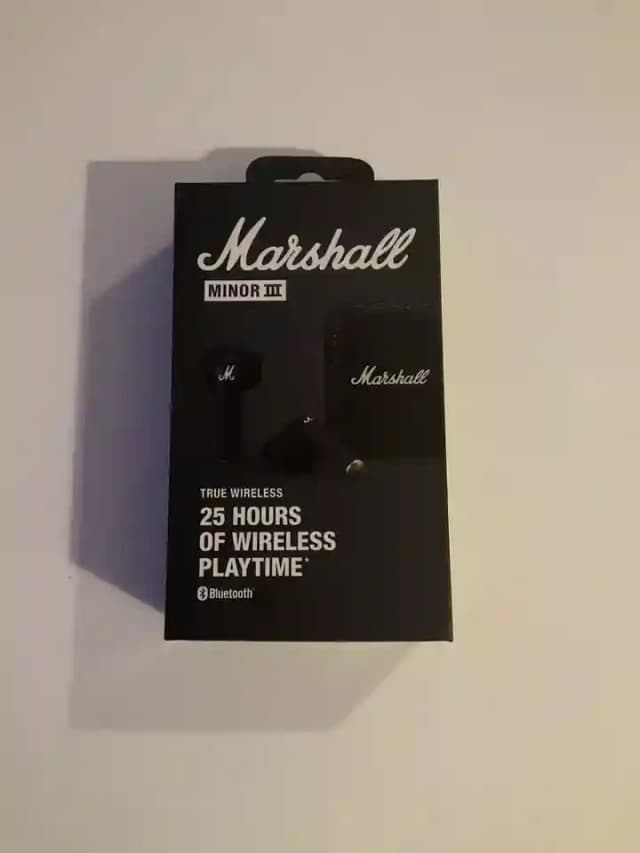 Marshall
MINOR III
M
Marshall
TRUE WIRELESS
25 HOURS
OF WIRELESS
PLAYTIME*
Bluetooth®